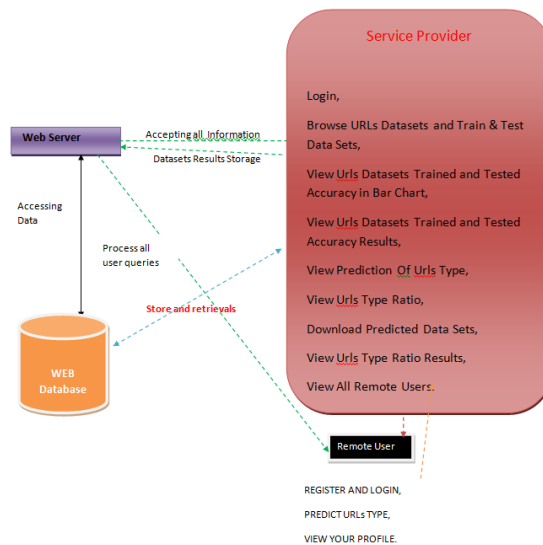 Service Provider
Login,
Browse URLs Datasets and Train & Test
Data Sets,
View Urls Datasets Trained and Tested
Accuracy in Bar Chart,
View Urls Datasets Trained and Tested
Accuracy Results,
View Prediction Of Urls Type,
View Urls Type Ratio,
Download Predicted Data Sets,
View Urls Type Ratio Results,
View All Remote Users.
Web Server
Accepting all Information
Datasets Results Storage
Accessing
Data
Process all
user queries
Store and retrievals
WEB
Database
Remote User
REGISTER AND LOGIN,
PREDICT URLs TYPE,
VIEW YOUR PROFILE.